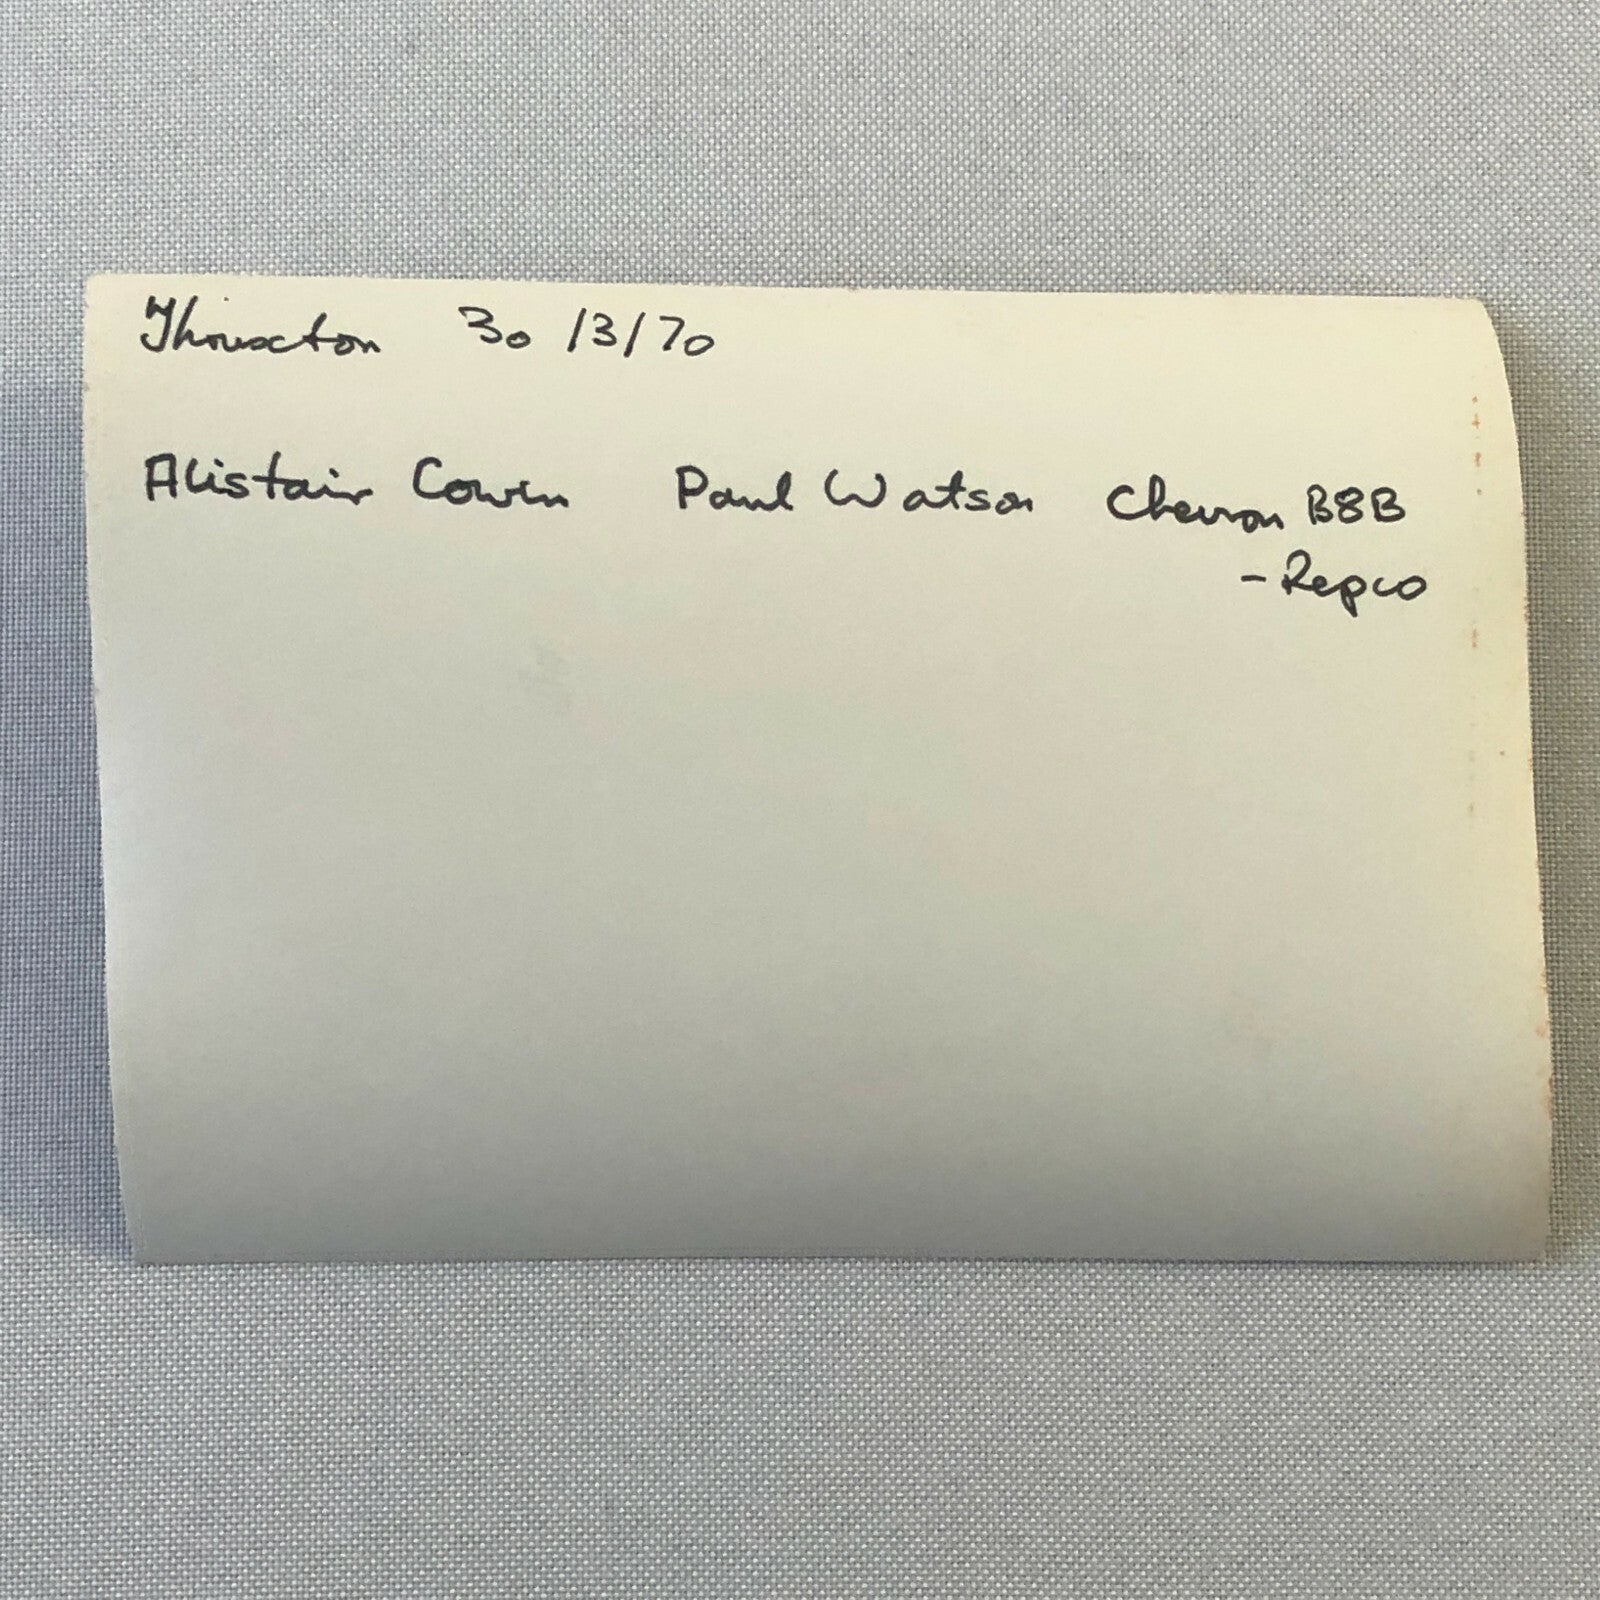 Thruxton 30/3/70
Alistair Cowin Paul Watson Chevron B8B
- Repco